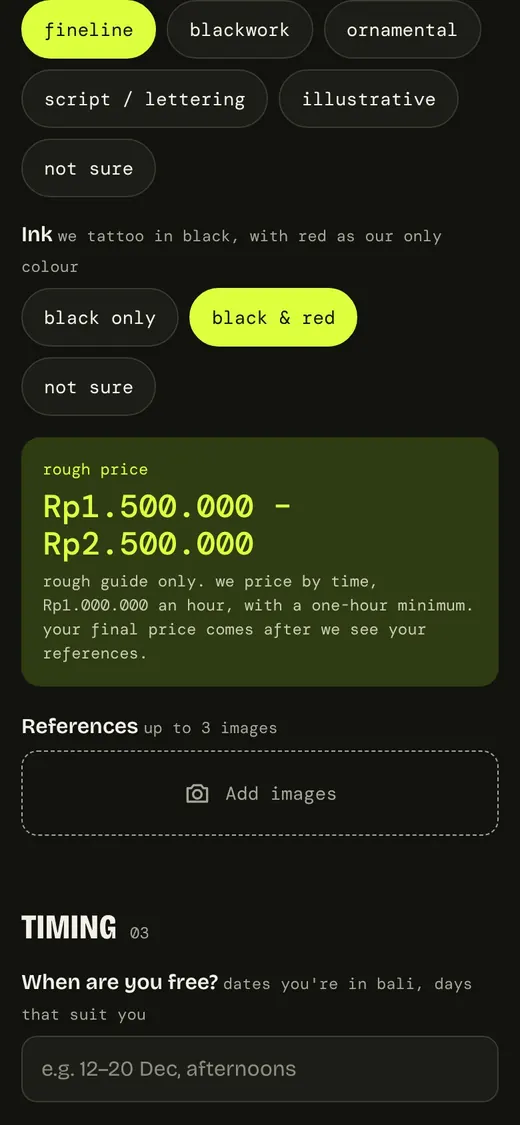 fineline blackwork ornamental
script / lettering illustrative
not sure
Ink we tattoo in black, with red as our only
colour
black only black & red
not sure
rough price
Rp1.500.000 –
Rp2.500.000
rough guide only. we price by time,
Rp1.000.000 an hour, with a one-hour minimum.
your final price comes after we see your
references.
References up to 3 images
Add images
TIMING 03
When are you free? dates you're in bali, days
that suit you
e.g. 12–20 Dec, afternoons